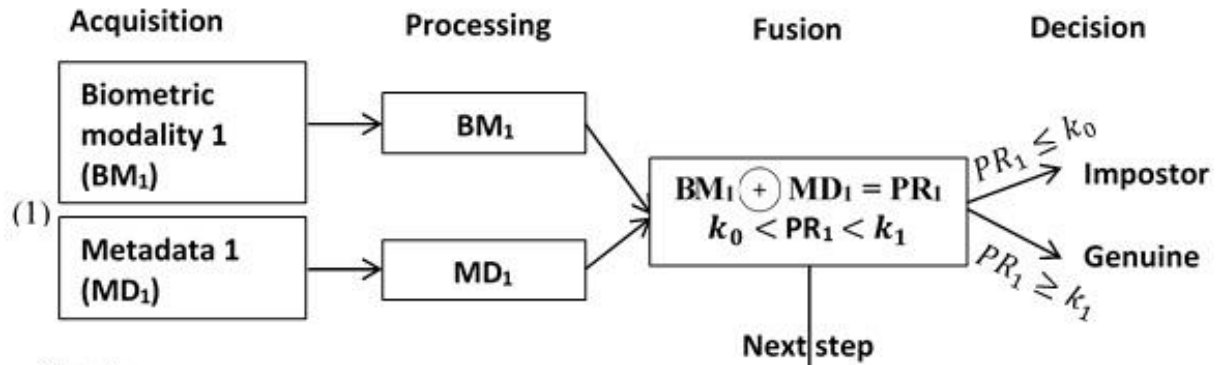 Acquisition
Processing
Fusion
Decision
Biometric
modality 1
(BM₁)
BM₁
(1)
Metadata 1
(MD₁)
MD₁
BM₁ + MD₁ = PR₁
k₀ < PR₁ < k₁
PR₁ ≤ k₀
Impostor
Genuine
PR₁ ≥ k₁
Next step